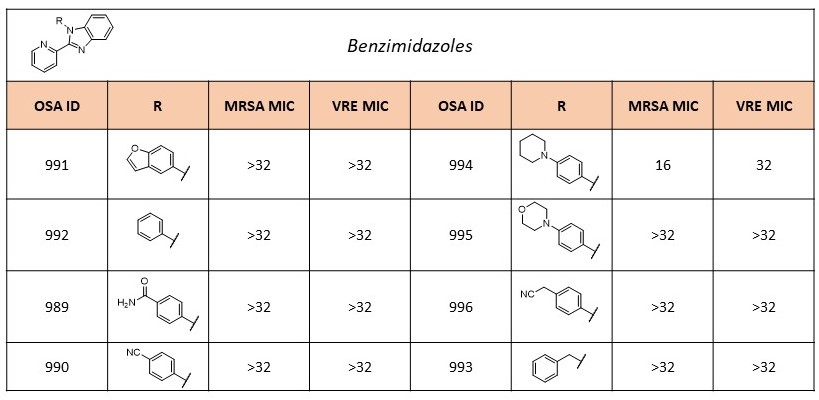 R
N
N
N
Benzimidazoles
OSA ID R MRSA MIC VRE MIC OSA ID R MRSA MIC VRE MIC
991 O >32 >32 994 N 16 32
992 >32 >32 995 O N >32 >32
989 H₂N O >32 >32 996 NC >32 >32
990 NC >32 >32 993 >32 >32